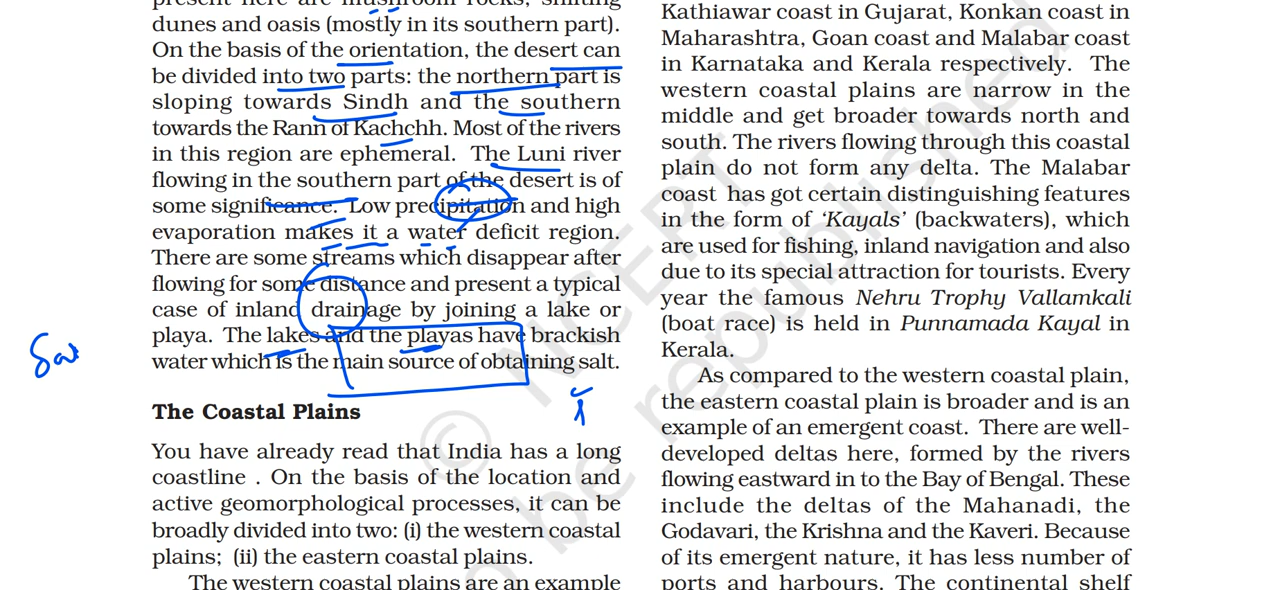 present here are mushroom rocks, shifting
dunes and oasis (mostly in its southern part).
On the basis of the orientation, the desert can
be divided into two parts: the northern part is
sloping towards Sindh and the southern
towards the Rann of Kachchh. Most of the rivers
in this region are ephemeral. The Luni river
flowing in the southern part of the desert is of
some significance. Low precipitation and high
evaporation makes it a water deficit region.
There are some streams which disappear after
flowing for some distance and present a typical
case of inland drainage by joining a lake or
playa. The lakes and the playas have brackish
water which is the main source of obtaining salt.
The Coastal Plains
You have already read that India has a long
coastline . On the basis of the location and
active geomorphological processes, it can be
broadly divided into two: (i) the western coastal
plains; (ii) the eastern coastal plains.
The western coastal plains are an example
Kathiawar coast in Gujarat, Konkan coast in
Maharashtra, Goan coast and Malabar coast
in Karnataka and Kerala respectively. The
western coastal plains are narrow in the
middle and get broader towards north and
south. The rivers flowing through this coastal
plain do not form any delta. The Malabar
coast has got certain distinguishing features
in the form of 'Kayals' (backwaters), which
are used for fishing, inland navigation and also
due to its special attraction for tourists. Every
year the famous Nehru Trophy Vallamkali
(boat race) is held in Punnamada Kayal in
Kerala.
As compared to the western coastal plain,
the eastern coastal plain is broader and is an
example of an emergent coast. There are well-
developed deltas here, formed by the rivers
flowing eastward in to the Bay of Bengal. These
include the deltas of the Mahanadi, the
Godavari, the Krishna and the Kaveri. Because
of its emergent nature, it has less number of
ports and harbours. The continental shelf
© NCERT
be republished